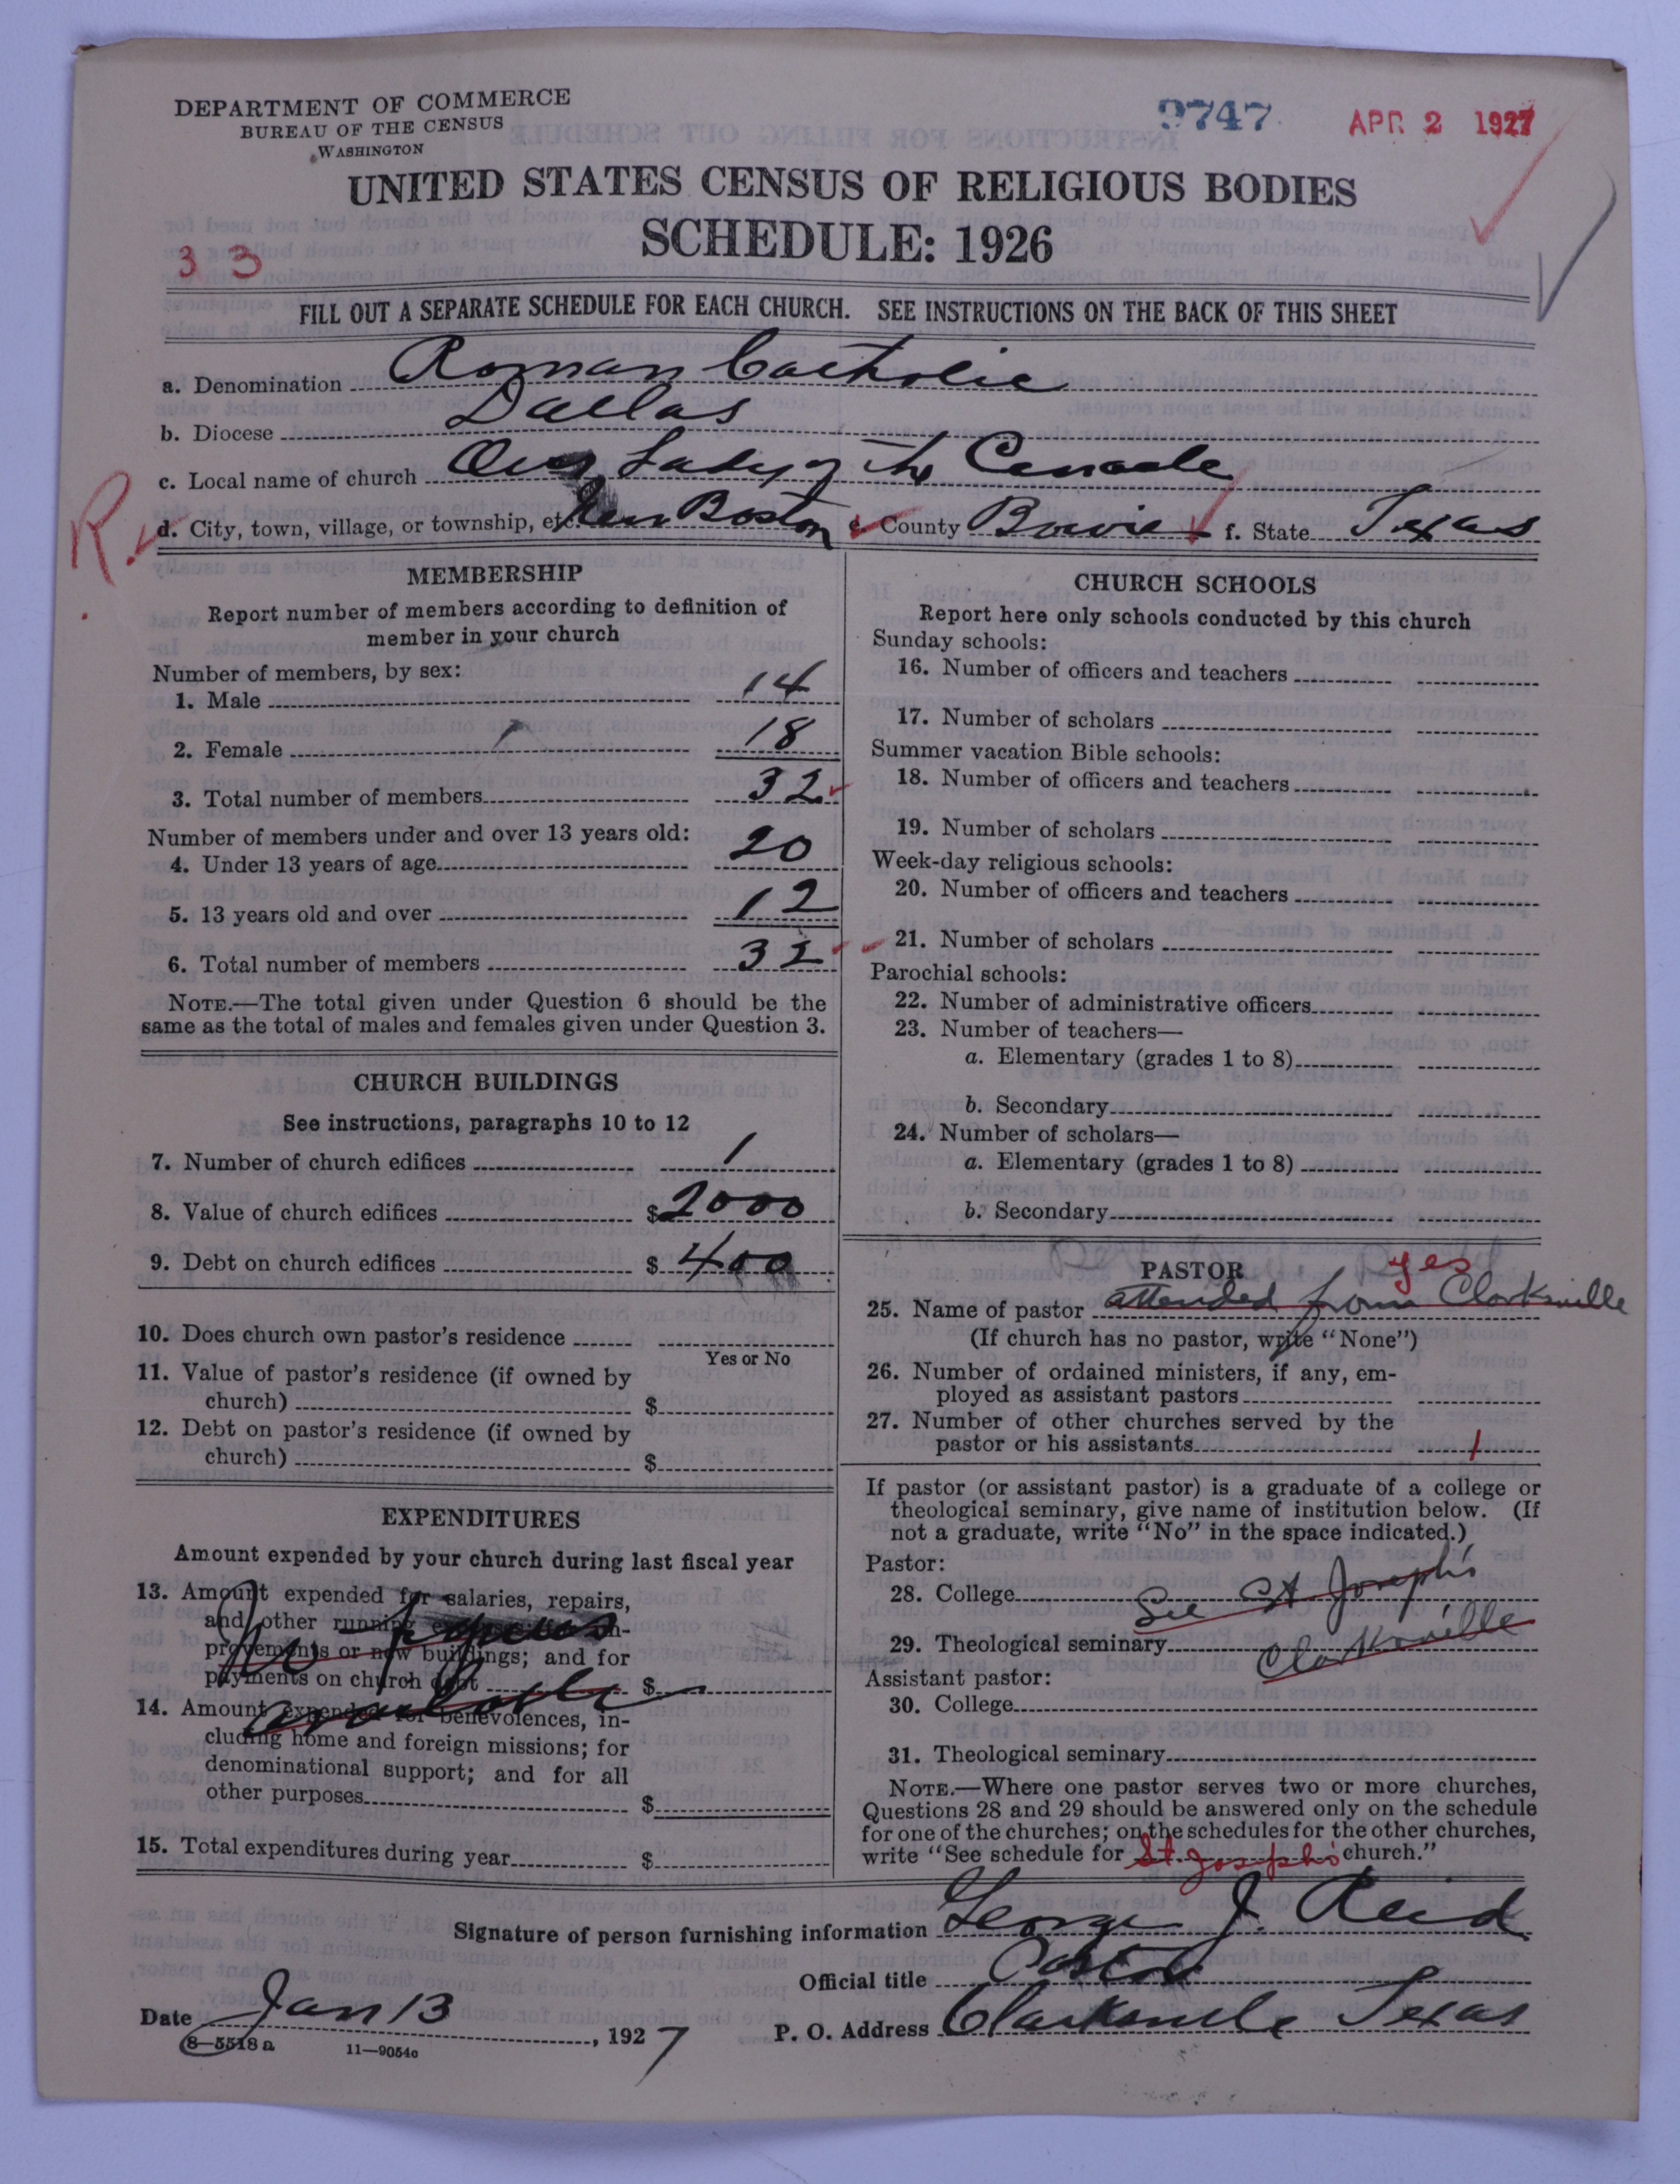 DEPARTMENT OF COMMERCE
BUREAU OF THE CENSUS
WASHINGTON
9747
APR 2 1927
UNITED STATES CENSUS OF RELIGIOUS BODIES
SCHEDULE: 1926
3 3
FILL OUT A SEPARATE SCHEDULE FOR EACH CHURCH. SEE INSTRUCTIONS ON THE BACK OF THIS SHEET
a. Denomination Roman Catholic
b. Diocese Dallas
c. Local name of church Our Lady of the Cenacle
R. d. City, town, village, or township, etc. New Boston e. County Bowie f. State Texas
MEMBERSHIP
Report number of members according to definition of
member in your church
Number of members, by sex:
1. Male 14
2. Female 18
3. Total number of members 32
Number of members under and over 13 years old:
4. Under 13 years of age 20
5. 13 years old and over 12
6. Total number of members 32
NOTE.—The total given under Question 6 should be the
same as the total of males and females given under Question 3.
CHURCH BUILDINGS
See instructions, paragraphs 10 to 12
7. Number of church edifices 1
8. Value of church edifices $ 2000
9. Debt on church edifices $ 400
10. Does church own pastor's residence
Yes or No
11. Value of pastor's residence (if owned by
church) $
12. Debt on pastor's residence (if owned by
church) $
EXPENDITURES
Amount expended by your church during last fiscal year
13. Amount expended for salaries, repairs,
and other running expenses; for im-
provements or new buildings; and for
payments on church debt $
No figures
available
14. Amount expended for benevolences, in-
cluding home and foreign missions; for
denominational support; and for all
other purposes $
15. Total expenditures during year $
CHURCH SCHOOLS
Report here only schools conducted by this church
Sunday schools:
16. Number of officers and teachers
17. Number of scholars
Summer vacation Bible schools:
18. Number of officers and teachers
19. Number of scholars
Week-day religious schools:
20. Number of officers and teachers
21. Number of scholars
Parochial schools:
22. Number of administrative officers
23. Number of teachers—
a. Elementary (grades 1 to 8)
b. Secondary
24. Number of scholars—
a. Elementary (grades 1 to 8)
b. Secondary
PASTOR
yes
25. Name of pastor attended from Clarksville
(If church has no pastor, write "None")
26. Number of ordained ministers, if any, em-
ployed as assistant pastors
27. Number of other churches served by the
pastor or his assistants 1
If pastor (or assistant pastor) is a graduate of a college or
theological seminary, give name of institution below. (If
not a graduate, write "No" in the space indicated.)
Pastor:
28. College See St Joseph's
29. Theological seminary Clarksville
Assistant pastor:
30. College
31. Theological seminary
NOTE.—Where one pastor serves two or more churches,
Questions 28 and 29 should be answered only on the schedule
for one of the churches; on the schedules for the other churches,
write "See schedule for St. Joseph's church."
Signature of person furnishing information George J. Reid
Official title Pastor
Date Jan 13, 1927 P. O. Address Clarksville Texas
8—5518 a 11—9054c